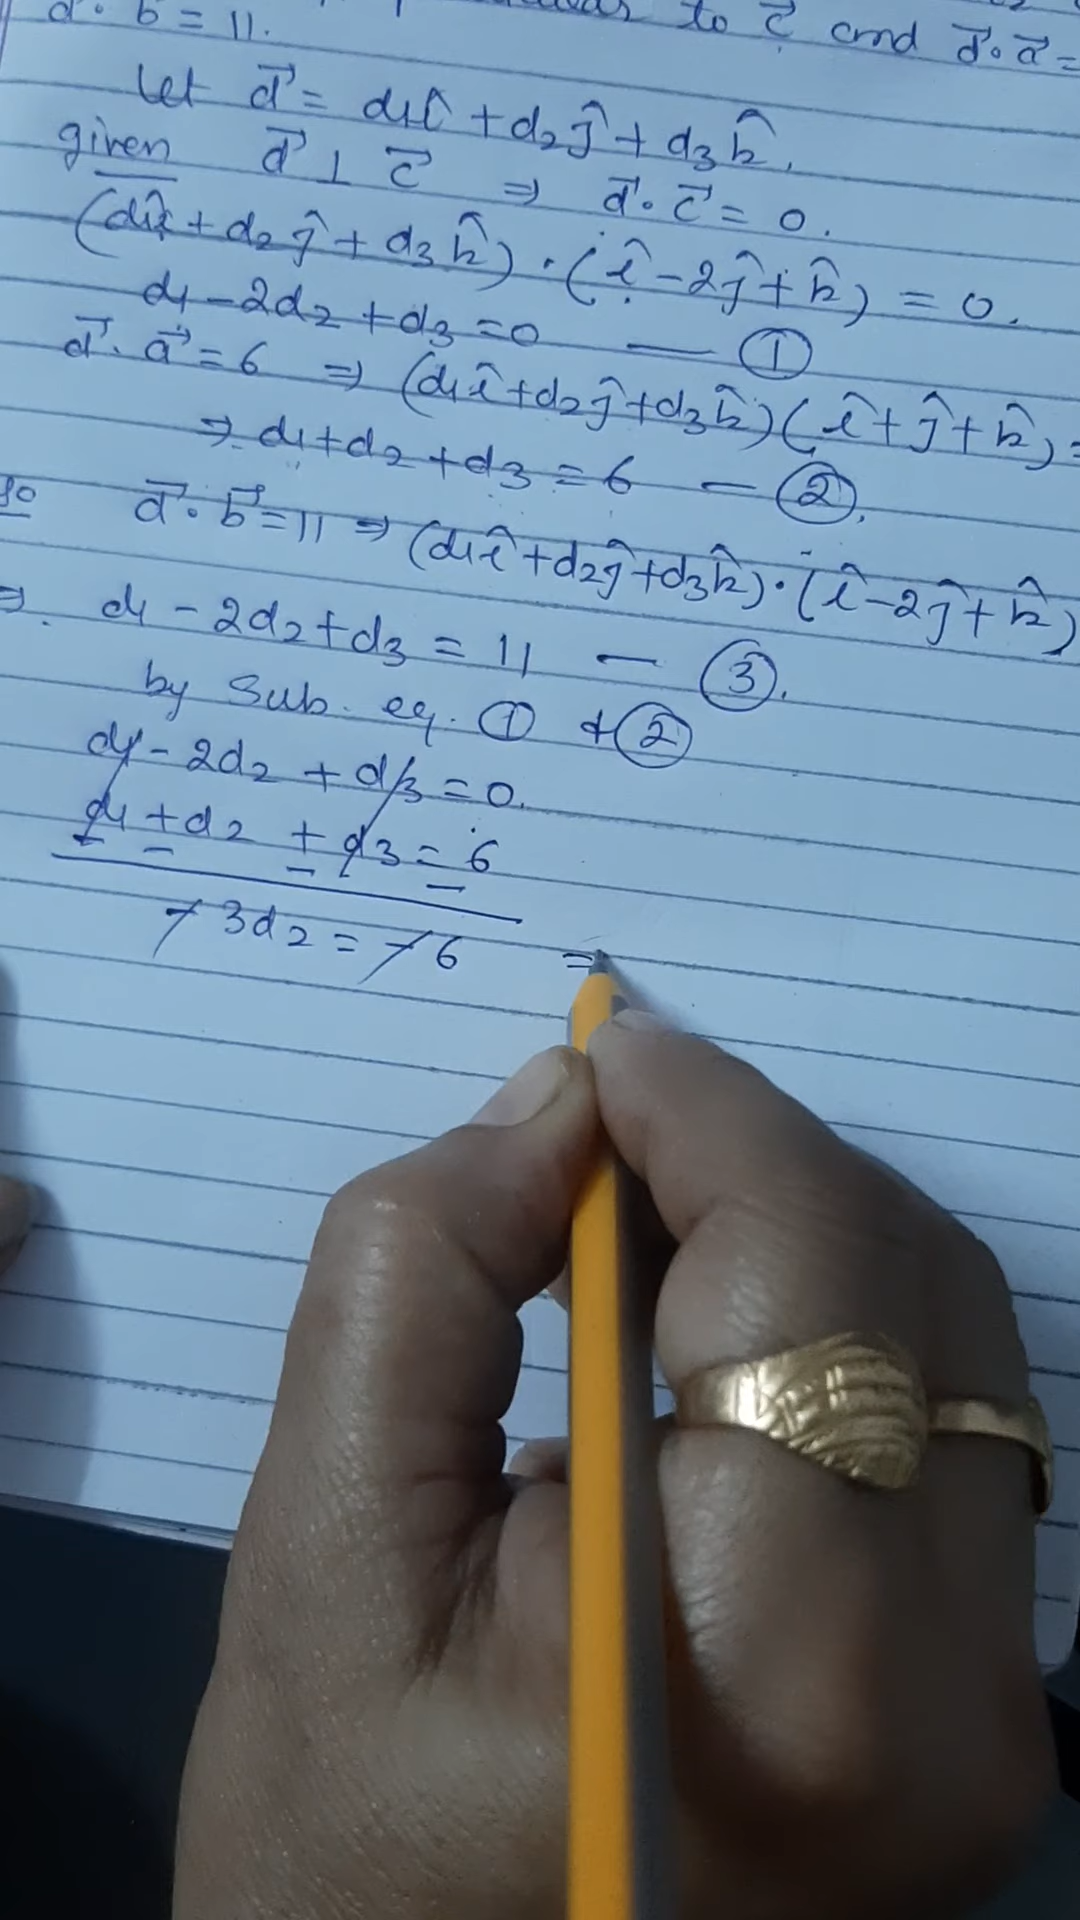 d⃗ · b⃗ = 11. to c⃗ and d⃗ · a⃗ =
let d⃗ = d1î + d2ĵ + d3k̂.
given d⃗ ⊥ c⃗ ⇒ d⃗ · c⃗ = 0.
(d1î + d2ĵ + d3k̂) · (î - 2ĵ + k̂) = 0.
d1 - 2d2 + d3 = 0 — ①
d⃗ · a⃗ = 6 ⇒ (d1î + d2ĵ + d3k̂)(î + ĵ + k̂) =
⇒ d1 + d2 + d3 = 6 — ②.
d⃗ · b⃗ = 11 ⇒ (d1î + d2ĵ + d3k̂) · (î - 2ĵ + k̂)
⇒. d1 - 2d2 + d3 = 11 — ③.
by Sub. eq. ① & ②
d1 - 2d2 + d3 = 0.
d1 + d2 + d3 = 6
- - - -
- 3d2 = - 6 =